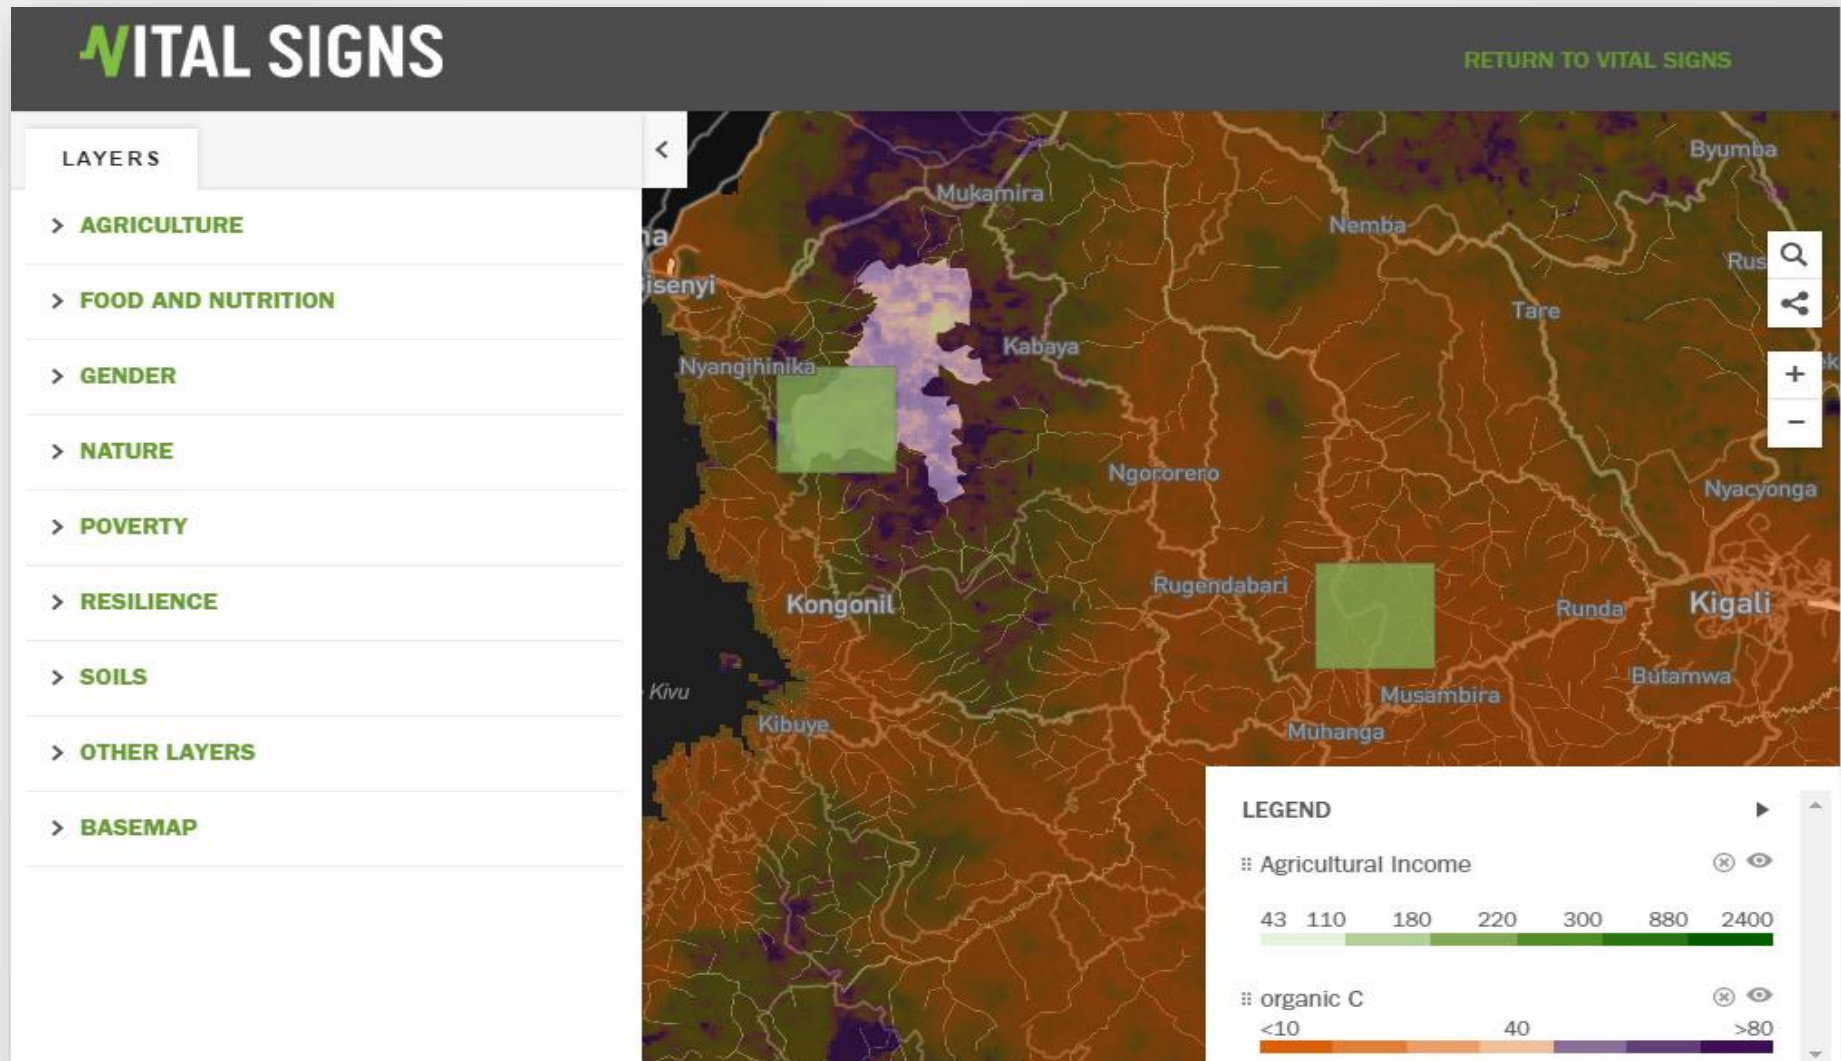 VITAL SIGNS
RETURN TO VITAL SIGNS
LAYERS
AGRICULTURE
FOOD AND NUTRITION
GENDER
NATURE
POVERTY
RESILIENCE
SOILS
OTHER LAYERS
BASEMAP
Byumba
Mukamira
Nemba
na
Rus
isenyi
Tare
Kabaya
Nyangihinika
Ngororero
Nyacyonga
Rugendabari
Kongonil
Runda
Kigali
Butamwa
Kivu
Musambira
Kibuye
Muhanga
LEGEND
Agricultural Income
43 110 180 220 300 880 2400
organic C
<10 40 >80